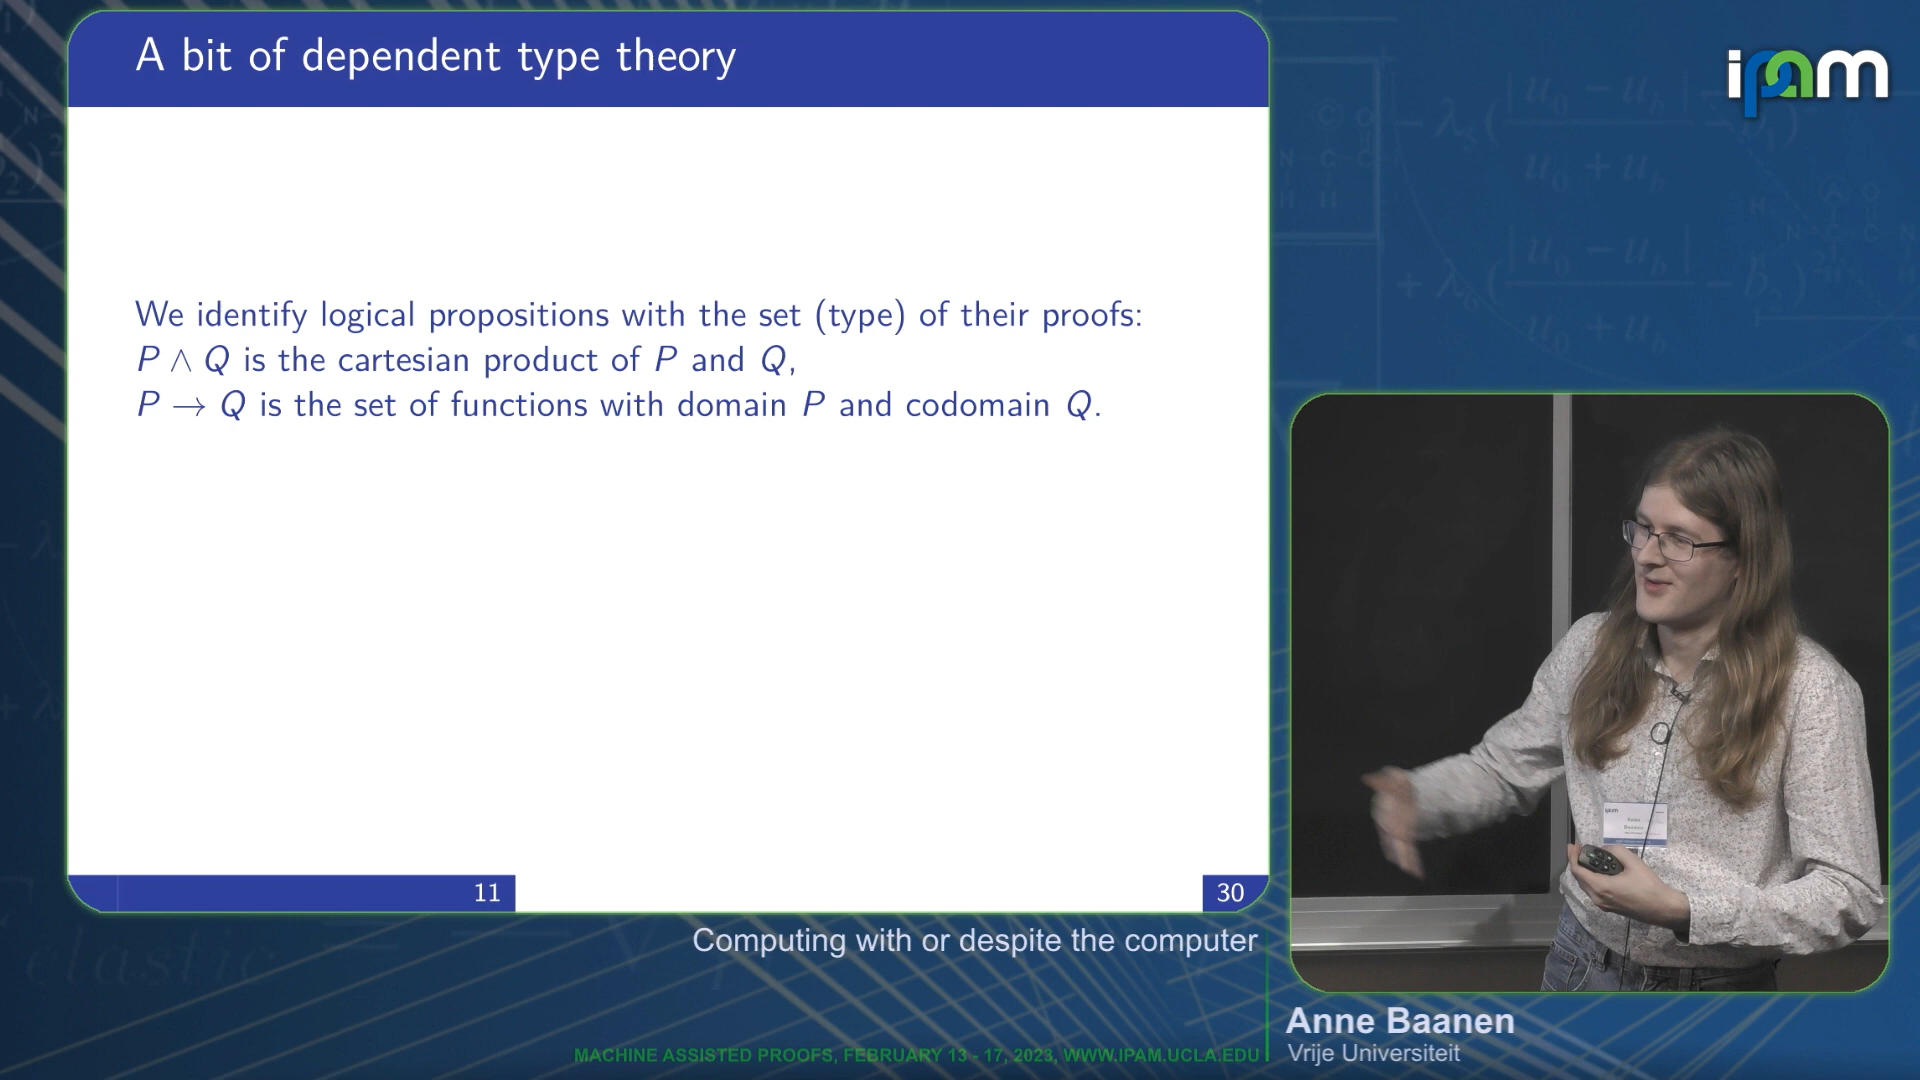 A bit of dependent type theory
ipam
We identify logical propositions with the set (type) of their proofs:
P ∧ Q is the cartesian product of P and Q,
P → Q is the set of functions with domain P and codomain Q.
11
30
Computing with or despite the computer
Anne Baanen
Vrije Universiteit
MACHINE ASSISTED PROOFS, FEBRUARY 13 - 17, 2023, WWW.IPAM.UCLA.EDU